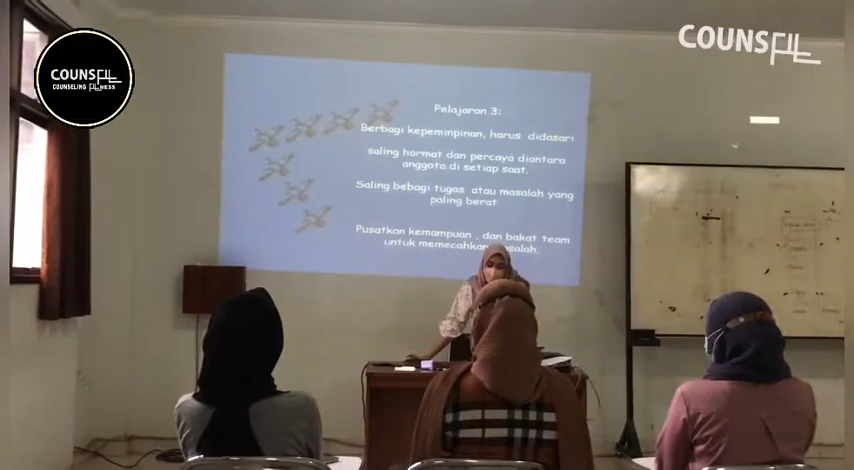 COUNSFIL
COUNSFIL
COUNSELING FITNESS
Pelajaran 3:
Berbagi kepeminpinan, harus didasari
saling hormat dan percaya diantara
anggota di setiap saat.
Saling bebagi tugas atau masalah yang
paling berat
Pusatkan kemampuan , dan bakat team
untuk memecahkan